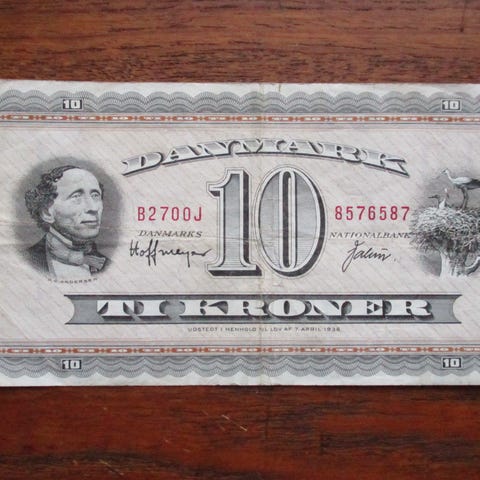 10 10
DANMARK
10
B2700J 8576587
DANMARKS NATIONALBANK
Hoffmeyer
H.C. ANDERSEN
TI KRONER
UDSTEDT I HENHOLD TIL LOV AF 7. APRIL 1936
10 10